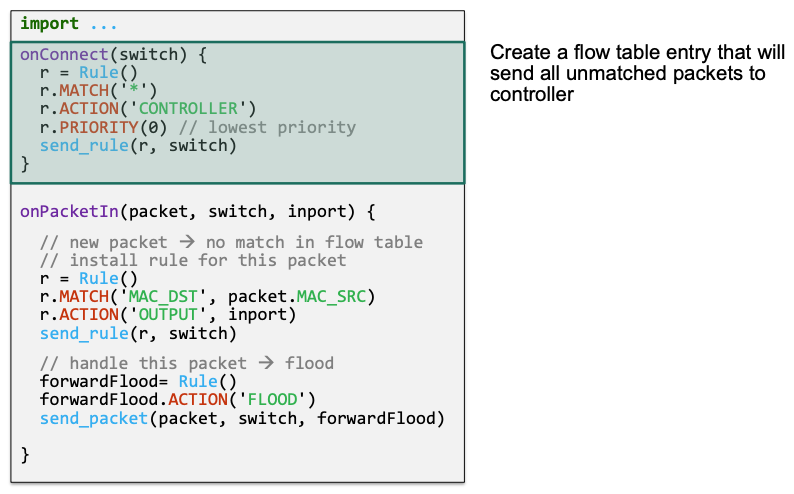 import ...
onConnect(switch) {
r = Rule()
r.MATCH('*')
r.ACTION('CONTROLLER')
r.PRIORITY(0) // lowest priority
send_rule(r, switch)
}
onPacketIn(packet, switch, inport) {
// new packet → no match in flow table
// install rule for this packet
r = Rule()
r.MATCH('MAC_DST', packet.MAC_SRC)
r.ACTION('OUTPUT', inport)
send_rule(r, switch)
// handle this packet → flood
forwardFlood= Rule()
forwardFlood.ACTION('FLOOD')
send_packet(packet, switch, forwardFlood)
}
Create a flow table entry that will
send all unmatched packets to
controller